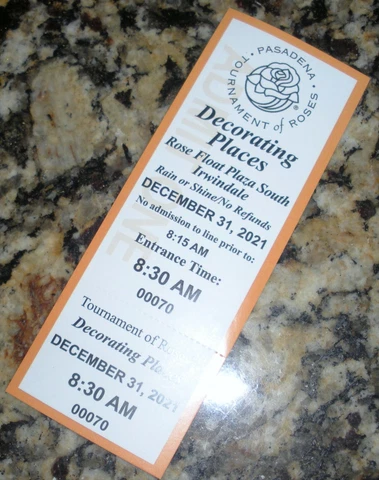 PASADENA
TOURNAMENT of ROSES
Decorating
Places
Rose Float Plaza South
Irwindale
Rain or Shine/No Refunds
DECEMBER 31, 2021
No admission to line prior to:
8:15 AM
Entrance Time:
8:30 AM
00070
Tournament of
Decorating
DECEMBER 31, 2021
8:30 AM
00070
ADMIT ONE